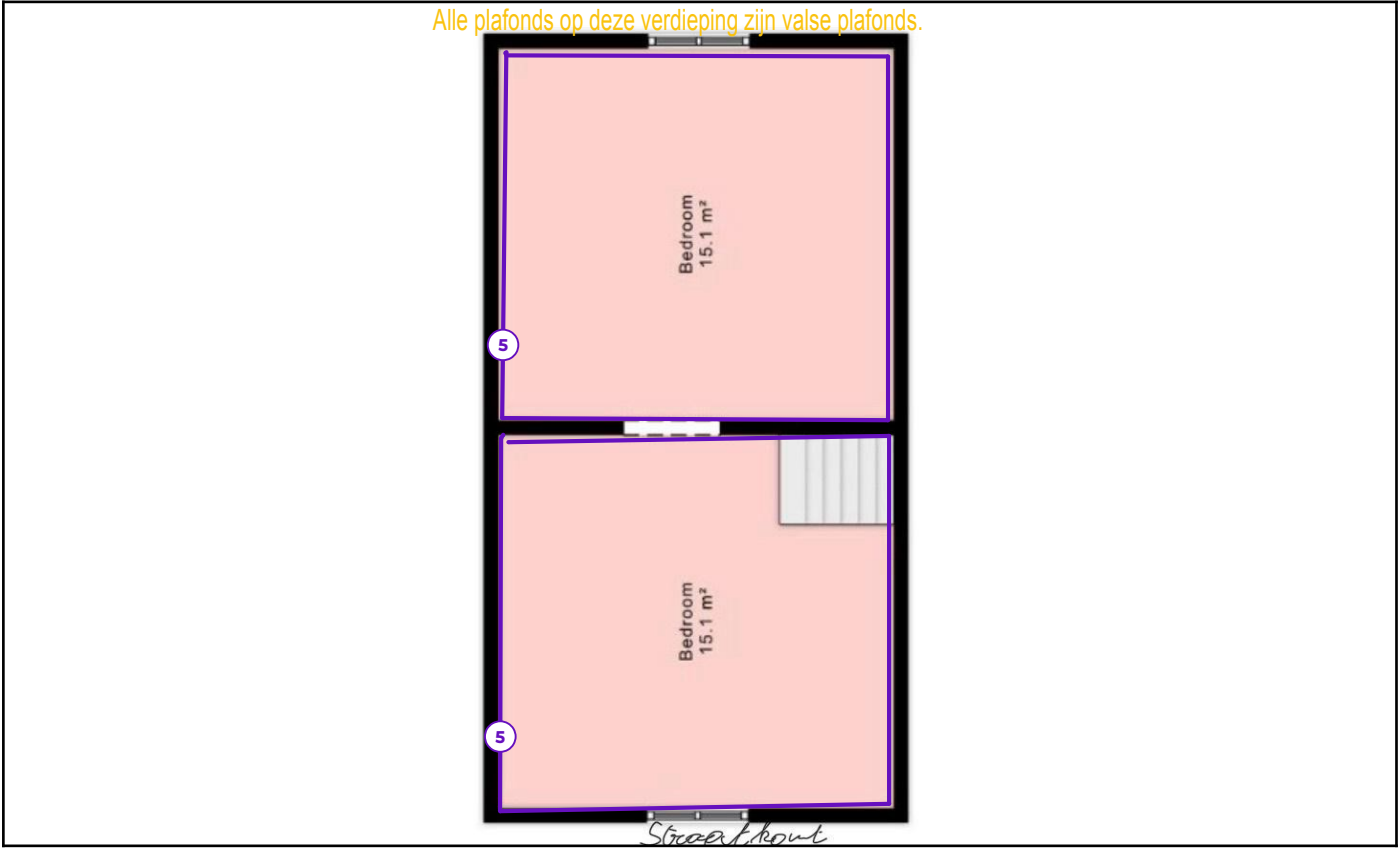 Alle plafonds op deze verdieping zijn valse plafonds.
Bedroom
15.1 m²
5
Bedroom
15.1 m²
5
Straatkant